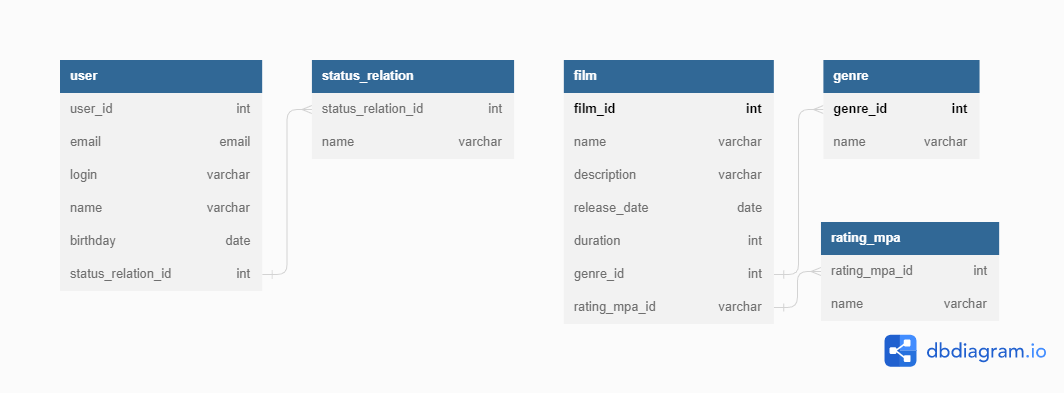 user
user_id int
email email
login varchar
name varchar
birthday date
status_relation_id int
status_relation
status_relation_id int
name varchar
film
film_id int
name varchar
description varchar
release_date date
duration int
genre_id int
rating_mpa_id varchar
genre
genre_id int
name varchar
rating_mpa
rating_mpa_id int
name varchar
dbdiagram.io